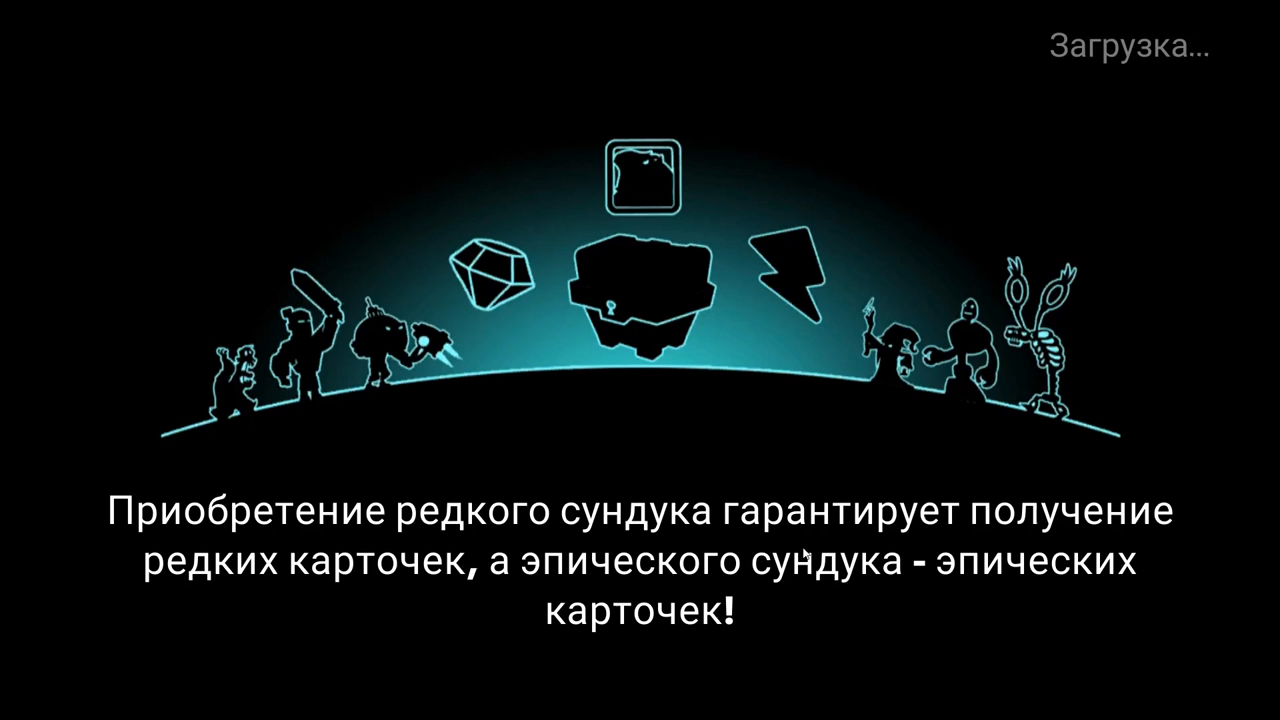 Загрузка...
Приобретение редкого сундука гарантирует получение
редких карточек, а эпического сундука - эпических
карточек!